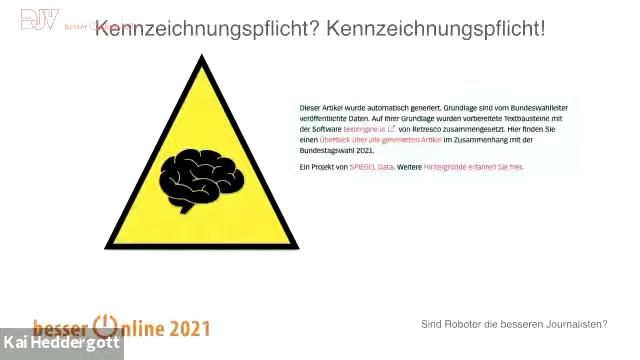 DJV besser online 2021
Kennzeichnungspflicht? Kennzeichnungspflicht!
Dieser Artikel wurde automatisch generiert. Grundlage sind vom Bundeswahlleiter
veröffentlichte Daten. Auf ihrer Grundlage wurden vorbereitete Textbausteine mit
der Software textengine.io von Retresco zusammengesetzt. Hier finden Sie
einen Überblick über alle generierten Artikel im Zusammenhang mit der
Bundestagswahl 2021.
Ein Projekt von SPIEGEL Data. Weitere Hintergründe erfahren Sie hier.
besser Online 2021
Sind Roboter die besseren Journalisten?
Kai Heddergott